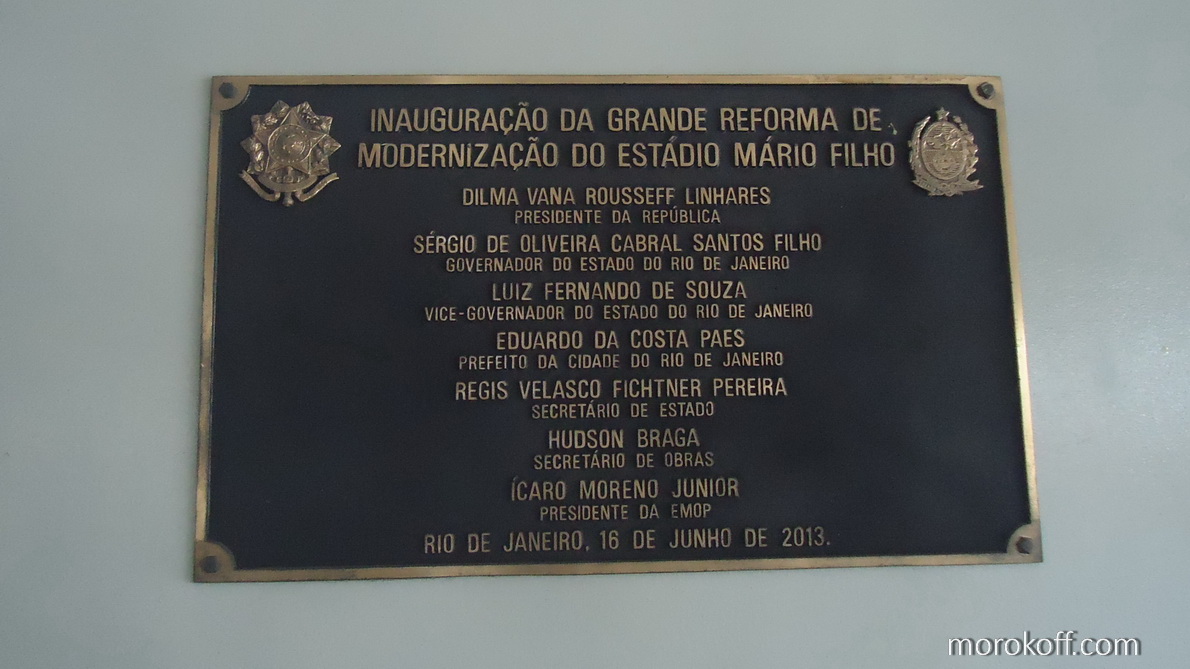 INAUGURAÇÃO DA GRANDE REFORMA DE
MODERNIZAÇÃO DO ESTÁDIO MÁRIO FILHO
DILMA VANA ROUSSEFF LINHARES
PRESIDENTE DA REPÚBLICA
SÉRGIO DE OLIVEIRA CABRAL SANTOS FILHO
GOVERNADOR DO ESTADO DO RIO DE JANEIRO
LUIZ FERNANDO DE SOUZA
VICE-GOVERNADOR DO ESTADO DO RIO DE JANEIRO
EDUARDO DA COSTA PAES
PREFEITO DA CIDADE DO RIO DE JANEIRO
REGIS VELASCO FICHTNER PEREIRA
SECRETÁRIO DE ESTADO
HUDSON BRAGA
SECRETÁRIO DE OBRAS
ÍCARO MORENO JUNIOR
PRESIDENTE DA EMOP
RIO DE JANEIRO, 16 DE JUNHO DE 2013.
morokoff.com